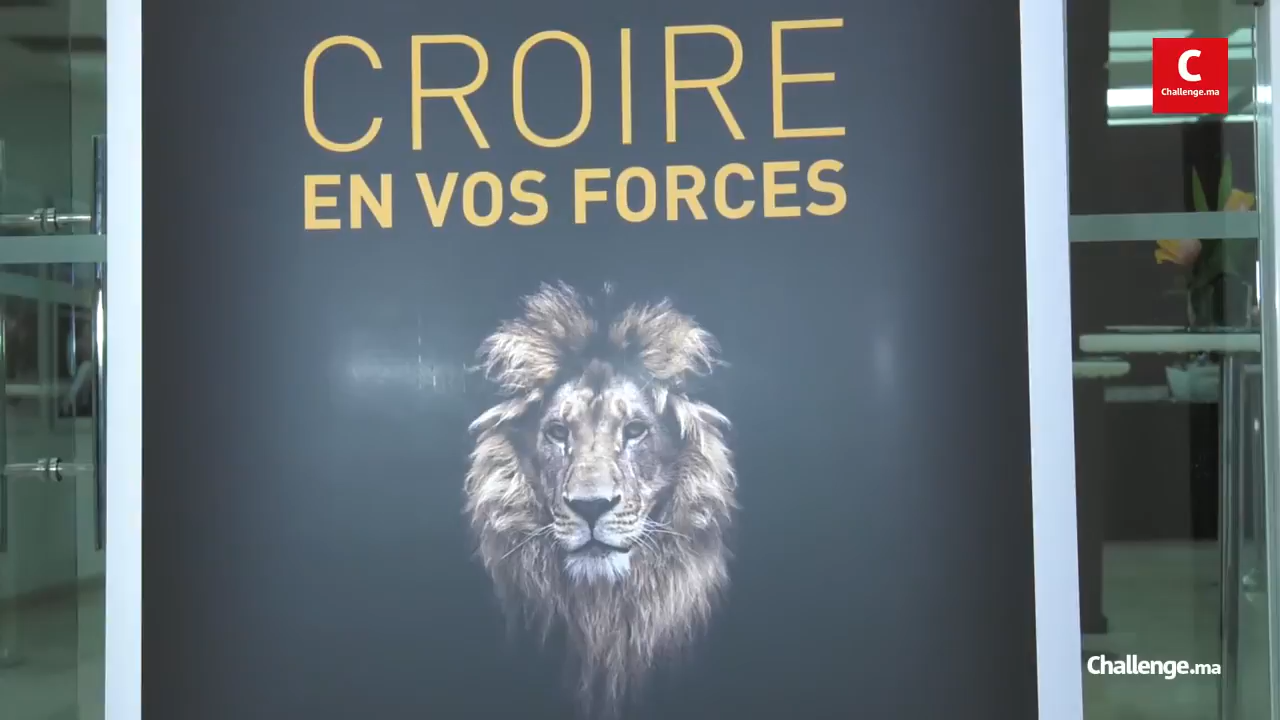 CROIRE
EN VOS FORCES
C
Challenge.ma
Challenge.ma